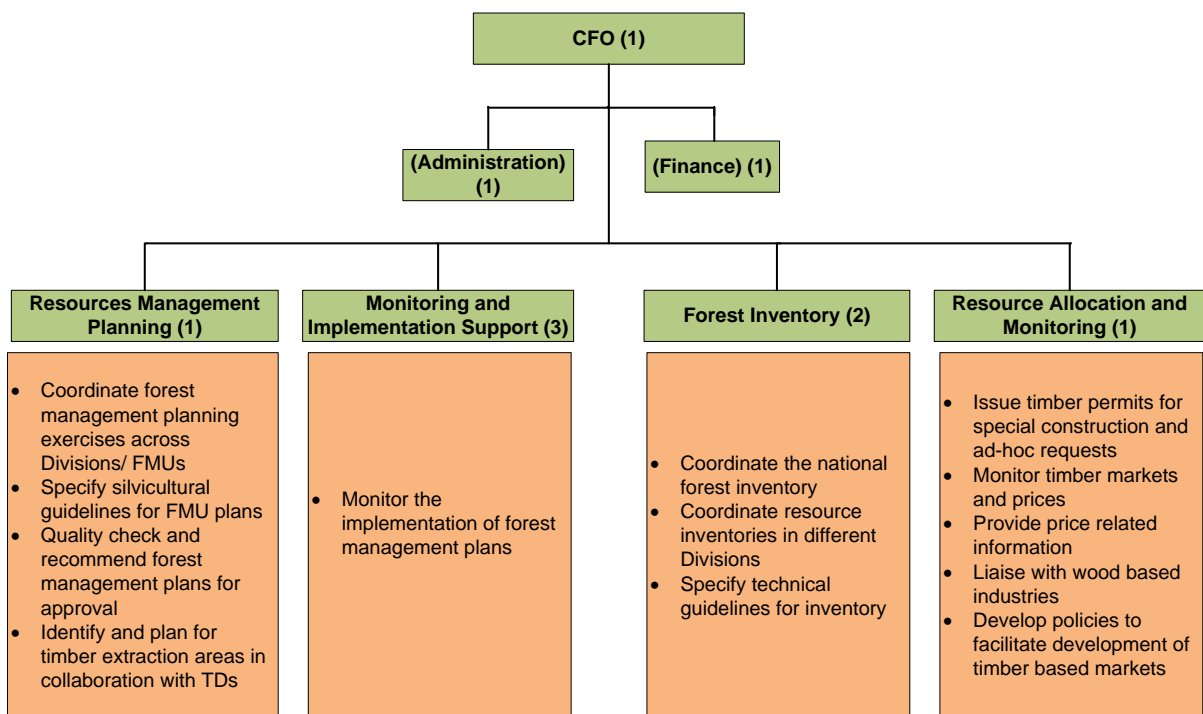 CFO (1)
(Administration)
(1)
(Finance) (1)
Resources Management
Planning (1)
Monitoring and
Implementation Support (3)
Forest Inventory (2)
Resource Allocation and
Monitoring (1)
• Coordinate forest
management planning
exercises across
Divisions/ FMUs
• Specify silvicultural
guidelines for FMU plans
• Quality check and
recommend forest
management plans for
approval
• Identify and plan for
timber extraction areas in
collaboration with TDs
• Monitor the
implementation of forest
management plans
• Coordinate the national
forest inventory
• Coordinate resource
inventories in different
Divisions
• Specify technical
guidelines for inventory
• Issue timber permits for
special construction and
ad-hoc requests
• Monitor timber markets
and prices
• Provide price related
information
• Liaise with wood based
industries
• Develop policies to
facilitate development of
timber based markets